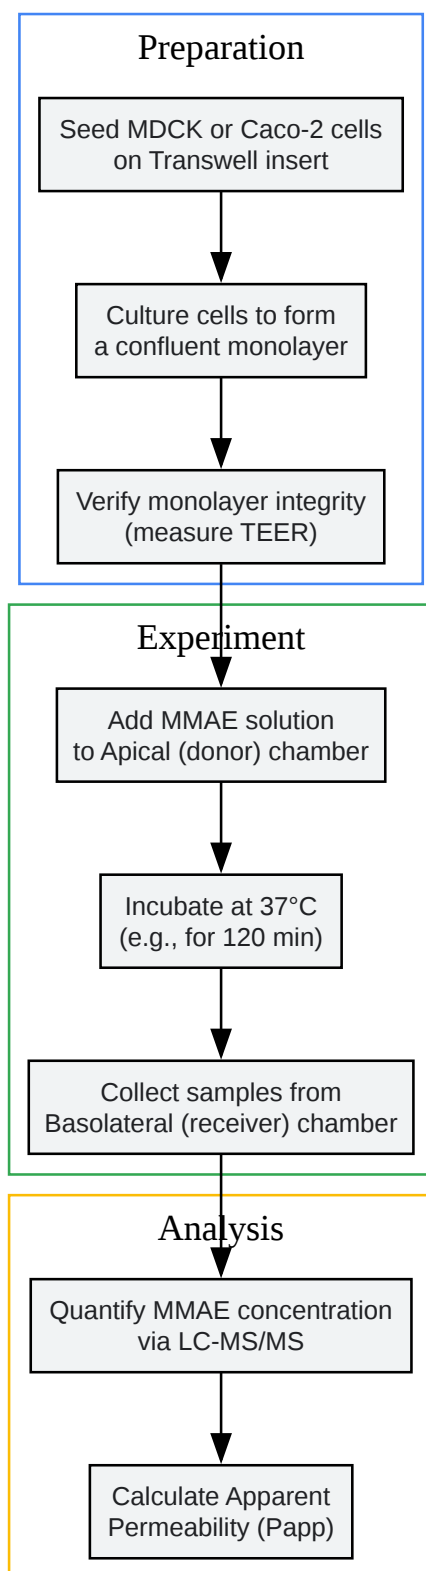 Preparation
Seed MDCK or Caco-2 cells
on Transwell insert
Culture cells to form
a confluent monolayer
Verify monolayer integrity
(measure TEER)
Experiment
Add MMAE solution
to Apical (donor) chamber
Incubate at 37°C
(e.g., for 120 min)
Collect samples from
Basolateral (receiver) chamber
Analysis
Quantify MMAE concentration
via LC-MS/MS
Calculate Apparent
Permeability (Papp)